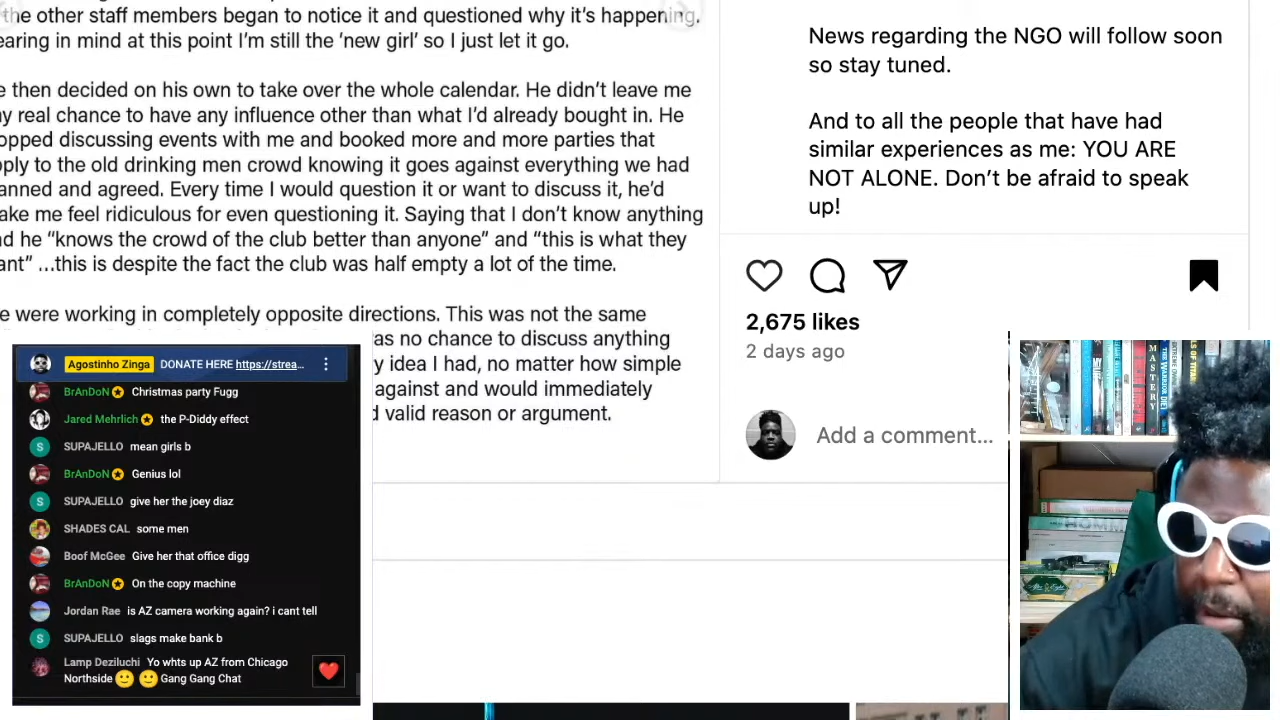 the other staff members began to notice it and questioned why it's happening.
earing in mind at this point I'm still the 'new girl' so I just let it go.
e then decided on his own to take over the whole calendar. He didn't leave me
y real chance to have any influence other than what I'd already bought in. He
opped discussing events with me and booked more and more parties that
pply to the old drinking men crowd knowing it goes against everything we had
anned and agreed. Every time I would question it or want to discuss it, he'd
ake me feel ridiculous for even questioning it. Saying that I don't know anything
nd he “knows the crowd of the club better than anyone” and “this is what they
ant” ...this is despite the fact the club was half empty a lot of the time.
e were working in completely opposite directions. This was not the same
as no chance to discuss anything
y idea I had, no matter how simple
against and would immediately
d valid reason or argument.
News regarding the NGO will follow soon
so stay tuned.
And to all the people that have had
similar experiences as me: YOU ARE
NOT ALONE. Don't be afraid to speak
up!
2,675 likes
2 days ago
Add a comment...
Agostinho Zinga DONATE HERE https://strea...
BrAnDoN Christmas party Fugg
Jared Mehrlich the P-Diddy effect
S SUPAJELLO mean girls b
BrAnDoN Genius lol
S SUPAJELLO give her the joey diaz
SHADES CAL some men
Boof McGee Give her that office digg
BrAnDoN On the copy machine
Jordan Rae is AZ camera working again? i cant tell
S SUPAJELLO slags make bank b
Lamp Deziluchi Yo whts up AZ from Chicago
Northside 🙂 🙂 Gang Gang Chat
MASTERY